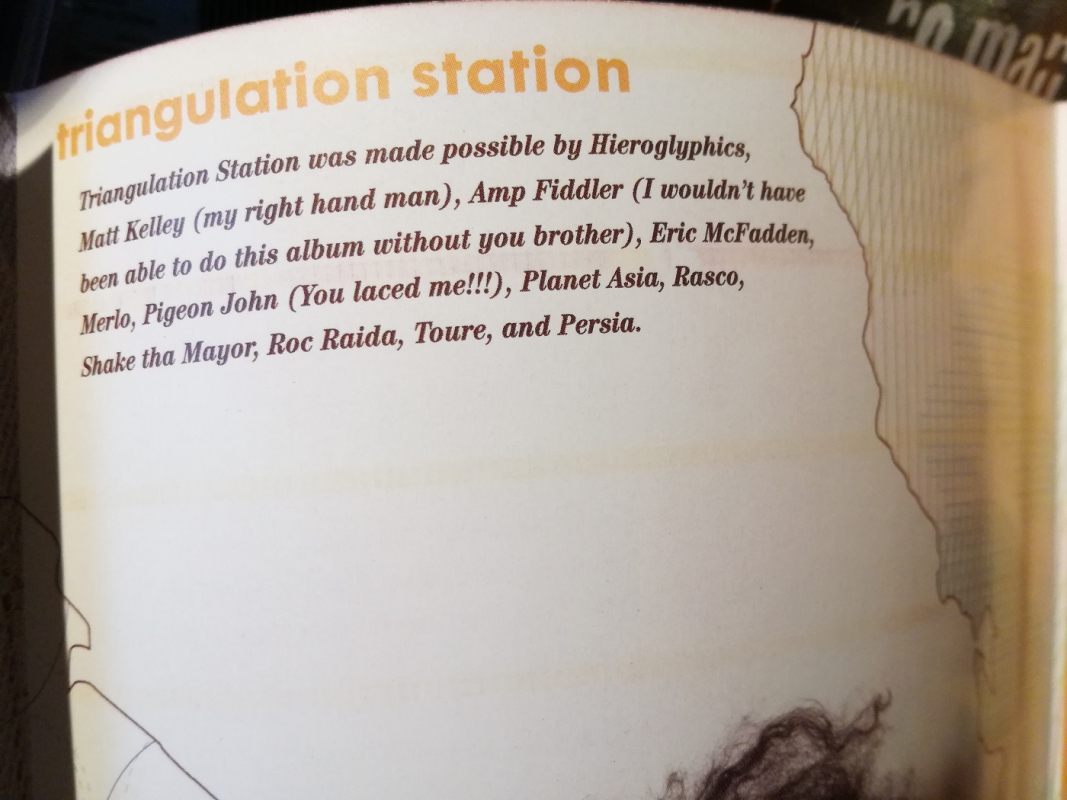 triangulation station
Triangulation Station was made possible by Hieroglyphics,
Matt Kelley (my right hand man), Amp Fiddler (I wouldn't have
been able to do this album without you brother), Eric McFadden,
Merlo, Pigeon John (You laced me!!!), Planet Asia, Rasco,
Shake tha Mayor, Roc Raida, Toure, and Persia.